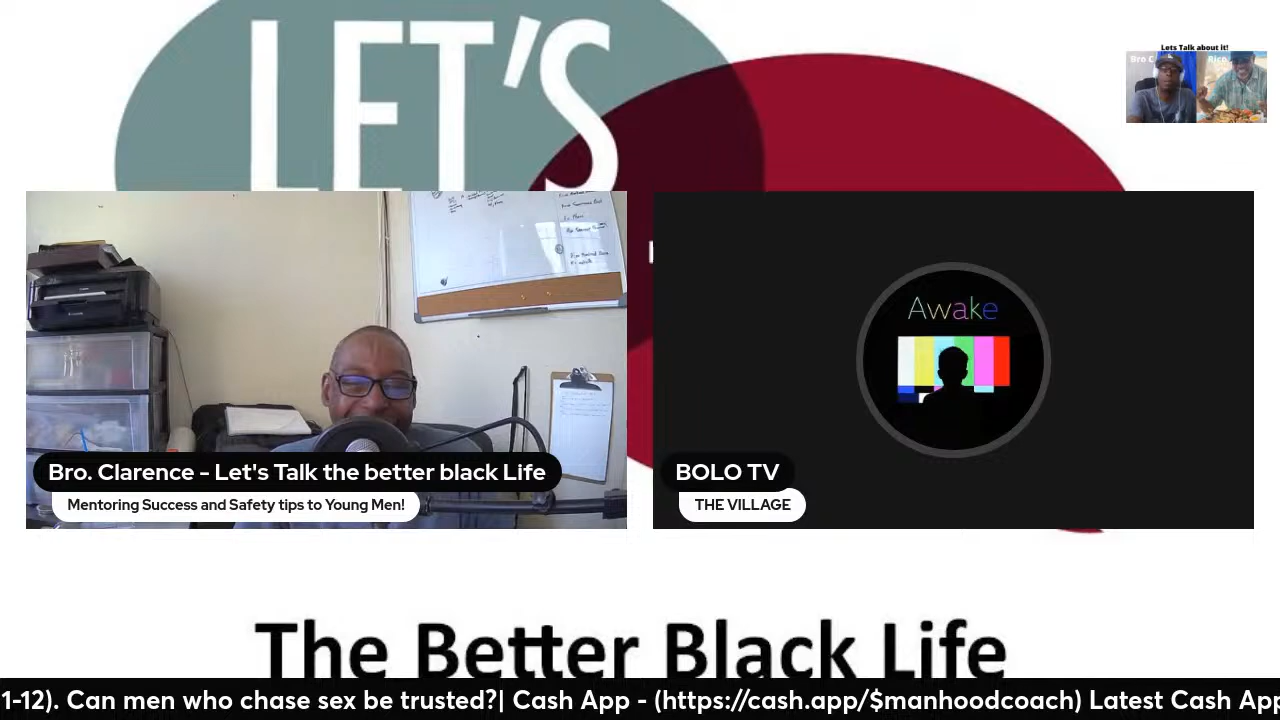 LET'S
Lets Talk about it!
Bro C
Rico
Awake
Bro. Clarence - Let's Talk the better black Life
Mentoring Success and Safety tips to Young Men!
BOLO TV
THE VILLAGE
The Better Black Life
1-12). Can men who chase sex be trusted?| Cash App - (https://cash.app/$manhoodcoach) Latest Cash App